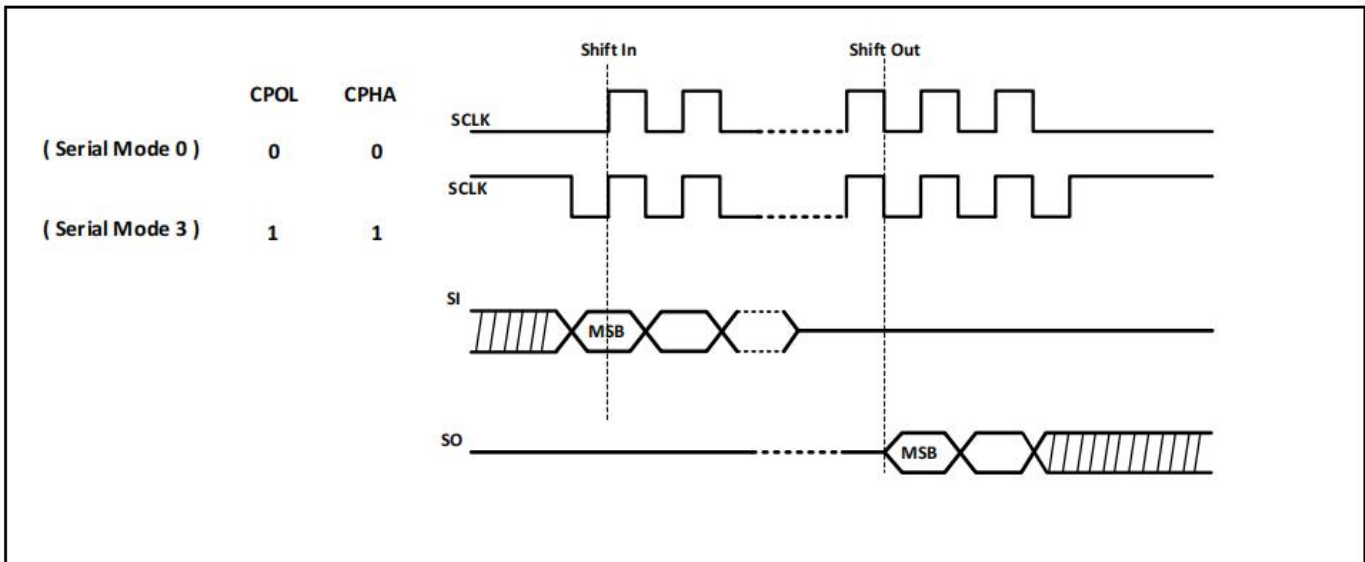 Shift In Shift Out
CPOL CPHA
SCLK
( Serial Mode 0 ) 0 0
SCLK
( Serial Mode 3 ) 1 1
SI
MSB
SO
MSB